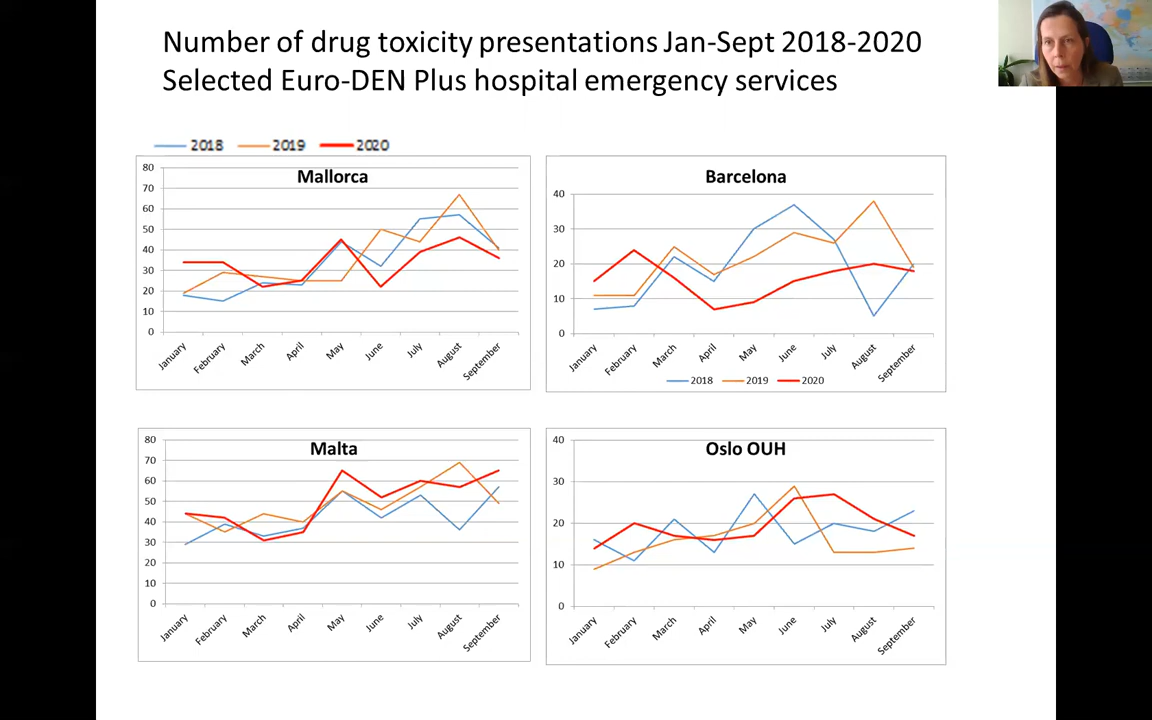 Number of drug toxicity presentations Jan-Sept 2018-2020
Selected Euro-DEN Plus hospital emergency services
2018 2019 2020
Mallorca
80
70
60
50
40
30
20
10
0
January February March April May June July August September
Barcelona
40
30
20
10
0
January February March April May June July August September
2018 2019 2020
Malta
80
70
60
50
40
30
20
10
0
January February March April May June July August September
Oslo OUH
40
30
20
10
0
January February March April May June July August September